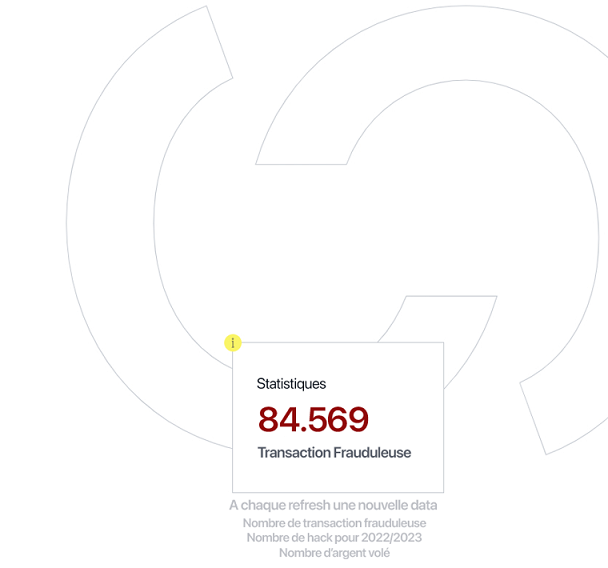 i
Statistiques
84.569
Transaction Frauduleuse
A chaque refresh une nouvelle data
Nombre de transaction frauduleuse
Nombre de hack pour 2022/2023
Nombre d'argent volé